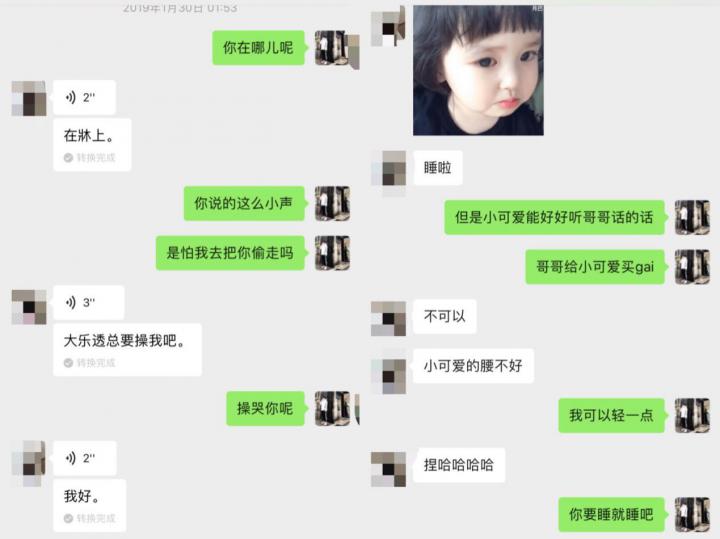 2019年1月30日 01:53
你在哪儿呢
2"
在牀上。
转换完成
你说的这么小声
是怕我去把你偷走吗
3"
大乐透总要操我吧。
转换完成
操哭你呢
2"
我好。
转换完成
睡啦
但是小可爱能好好听哥哥话的话
哥哥给小可爱买gai
不可以
小可爱的腰不好
我可以轻一点
捏哈哈哈哈
你要睡就睡吧